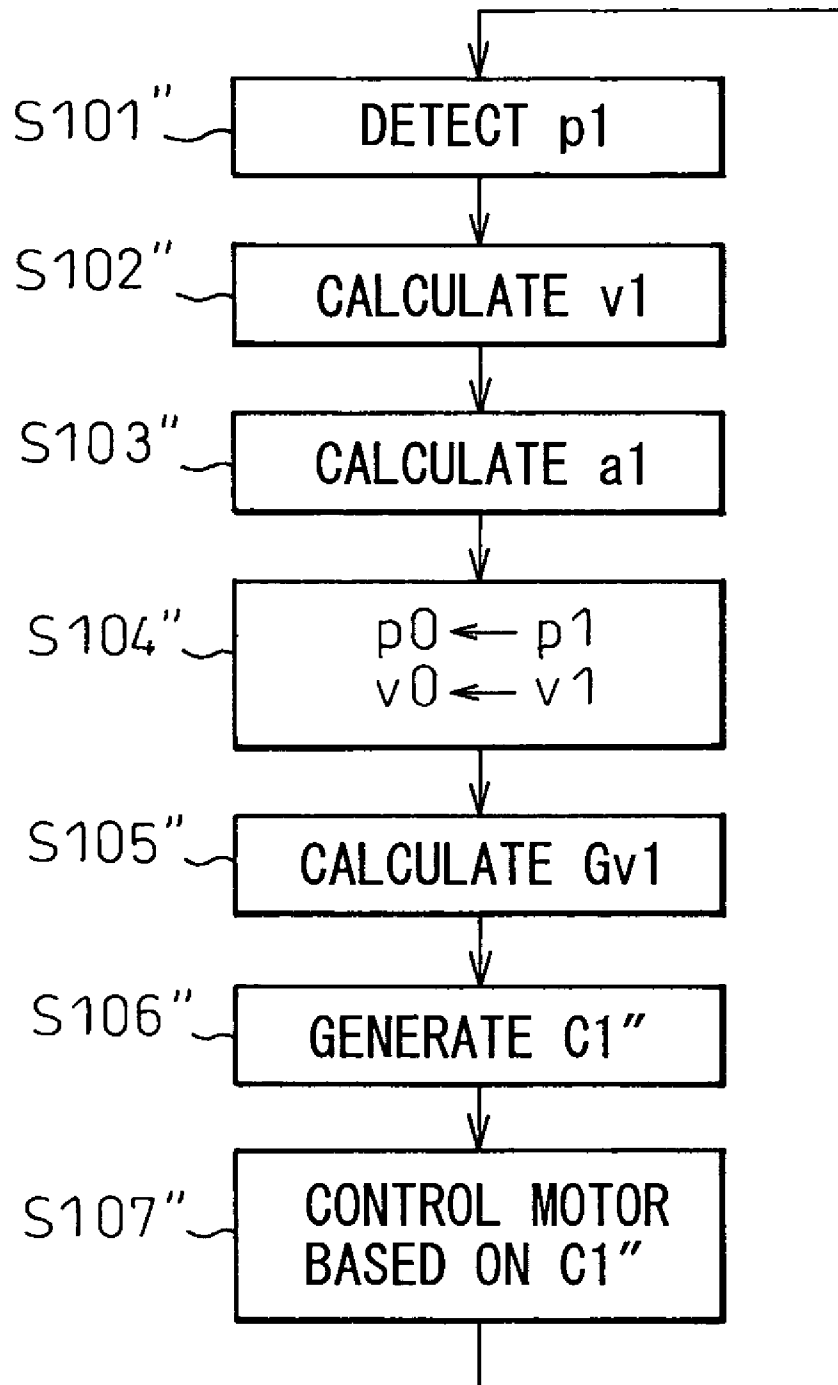 S101"
DETECT p1
S102"
CALCULATE v1
S103"
CALCULATE a1
S104"
p0 ← p1
v0 ← v1
S105"
CALCULATE Gv1
S106"
GENERATE C1"
S107"
CONTROL MOTOR
BASED ON C1"